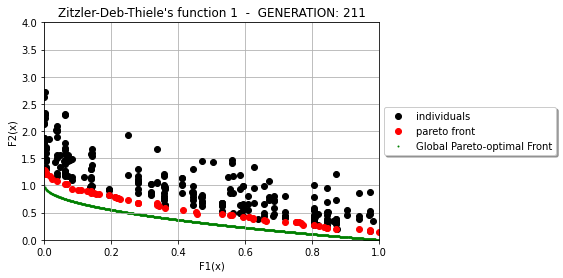 Zitzler-Deb-Thiele's function 1 - GENERATION: 211
4.0
3.5
3.0
2.5
2.0
1.5
1.0
0.5
0.0
F2(x)
0.0 0.2 0.4 0.6 0.8 1.0
F1(x)
individuals
pareto front
Global Pareto-optimal Front